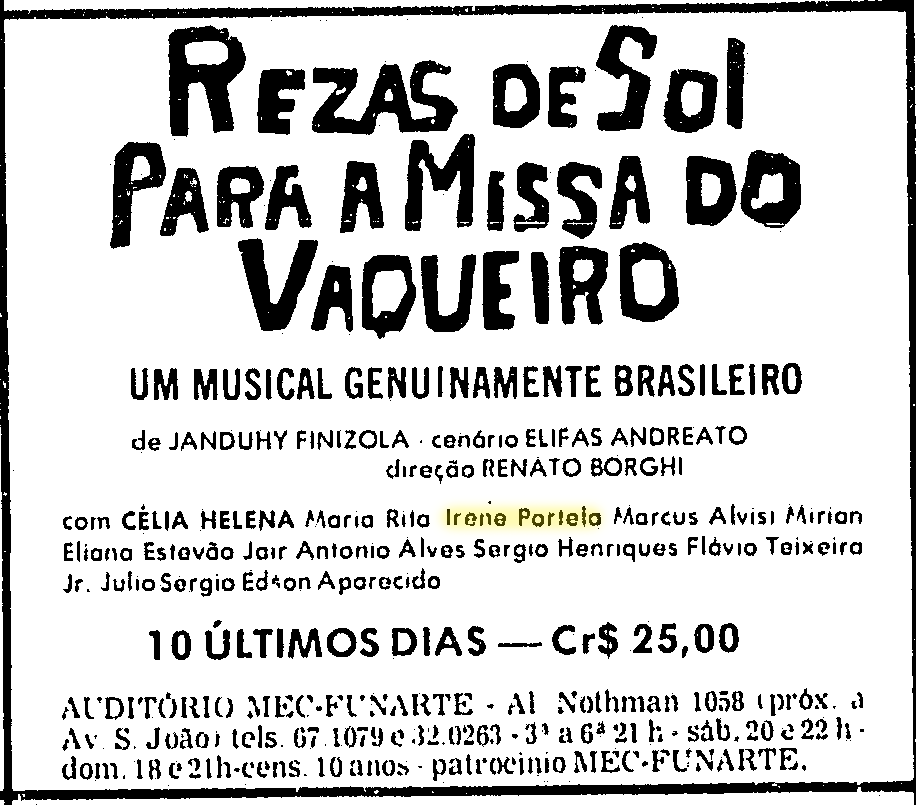 REZAS DE SOL
PARA A MISSA DO
VAQUEIRO
UM MUSICAL GENUINAMENTE BRASILEIRO
de JANDUHY FINIZOLA - cenário ELIFAS ANDREATO
direção RENATO BORGHI
com CÉLIA HELENA Maria Rita Irene Portela Marcus Alvisi Mirian
Eliana Estevão Jair Antonio Alves Sergio Henriques Flávio Teixeira
Jr. Julio Sergio Edson Aparecido
10 ÚLTIMOS DIAS — Cr$ 25,00
AUDITÓRIO MEC-FUNARTE - Al Nothman 1058 (próx. a
Av. S. João) tels. 67.1079 e 32.0263 - 3ª a 6ª 21 h - sáb. 20 e 22 h -
dom. 18 e 21h-cens. 10 anos - patrocinio MEC-FUNARTE.